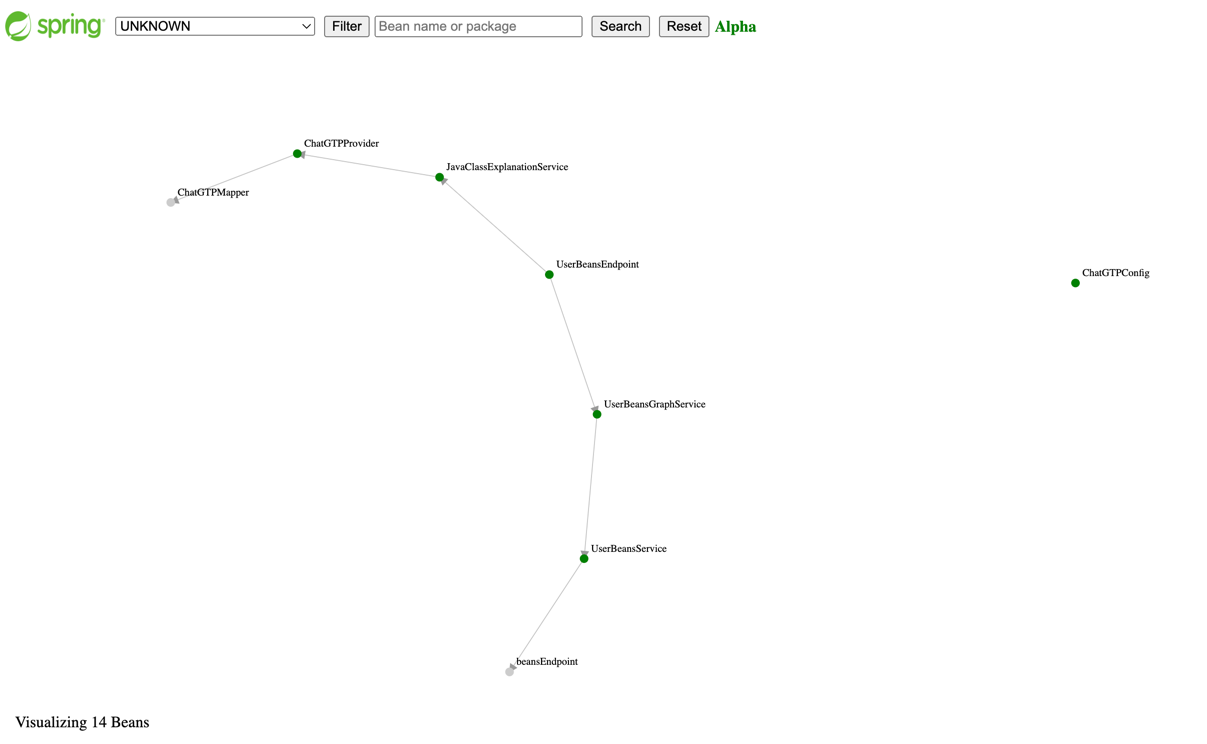 spring UNKNOWN Filter Bean name or package Search Reset Alpha
ChatGTPProvider
JavaClassExplanationService
ChatGTPMapper
UserBeansEndpoint
ChatGTPConfig
UserBeansGraphService
UserBeansService
beansEndpoint
Visualizing 14 Beans